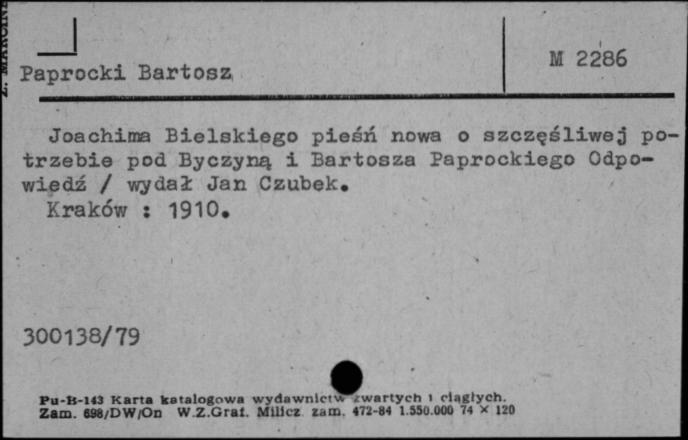 M 2286
Paprocki Bartosz
Joachima Bielskiego pieśń nowa o szczęśliwej po-
trzebie pod Byczyną i Bartosza Paprockiego Odpo-
wiedź / wydał Jan Czubek.
Kraków : 1910.
300138/79
Pu-B-143 Karta katalogowa wydawnictw zwartych i ciągłych.
Zam. 698/DW/On W.Z.Graf. Milicz zam. 472-84 1.550.000 74 × 120